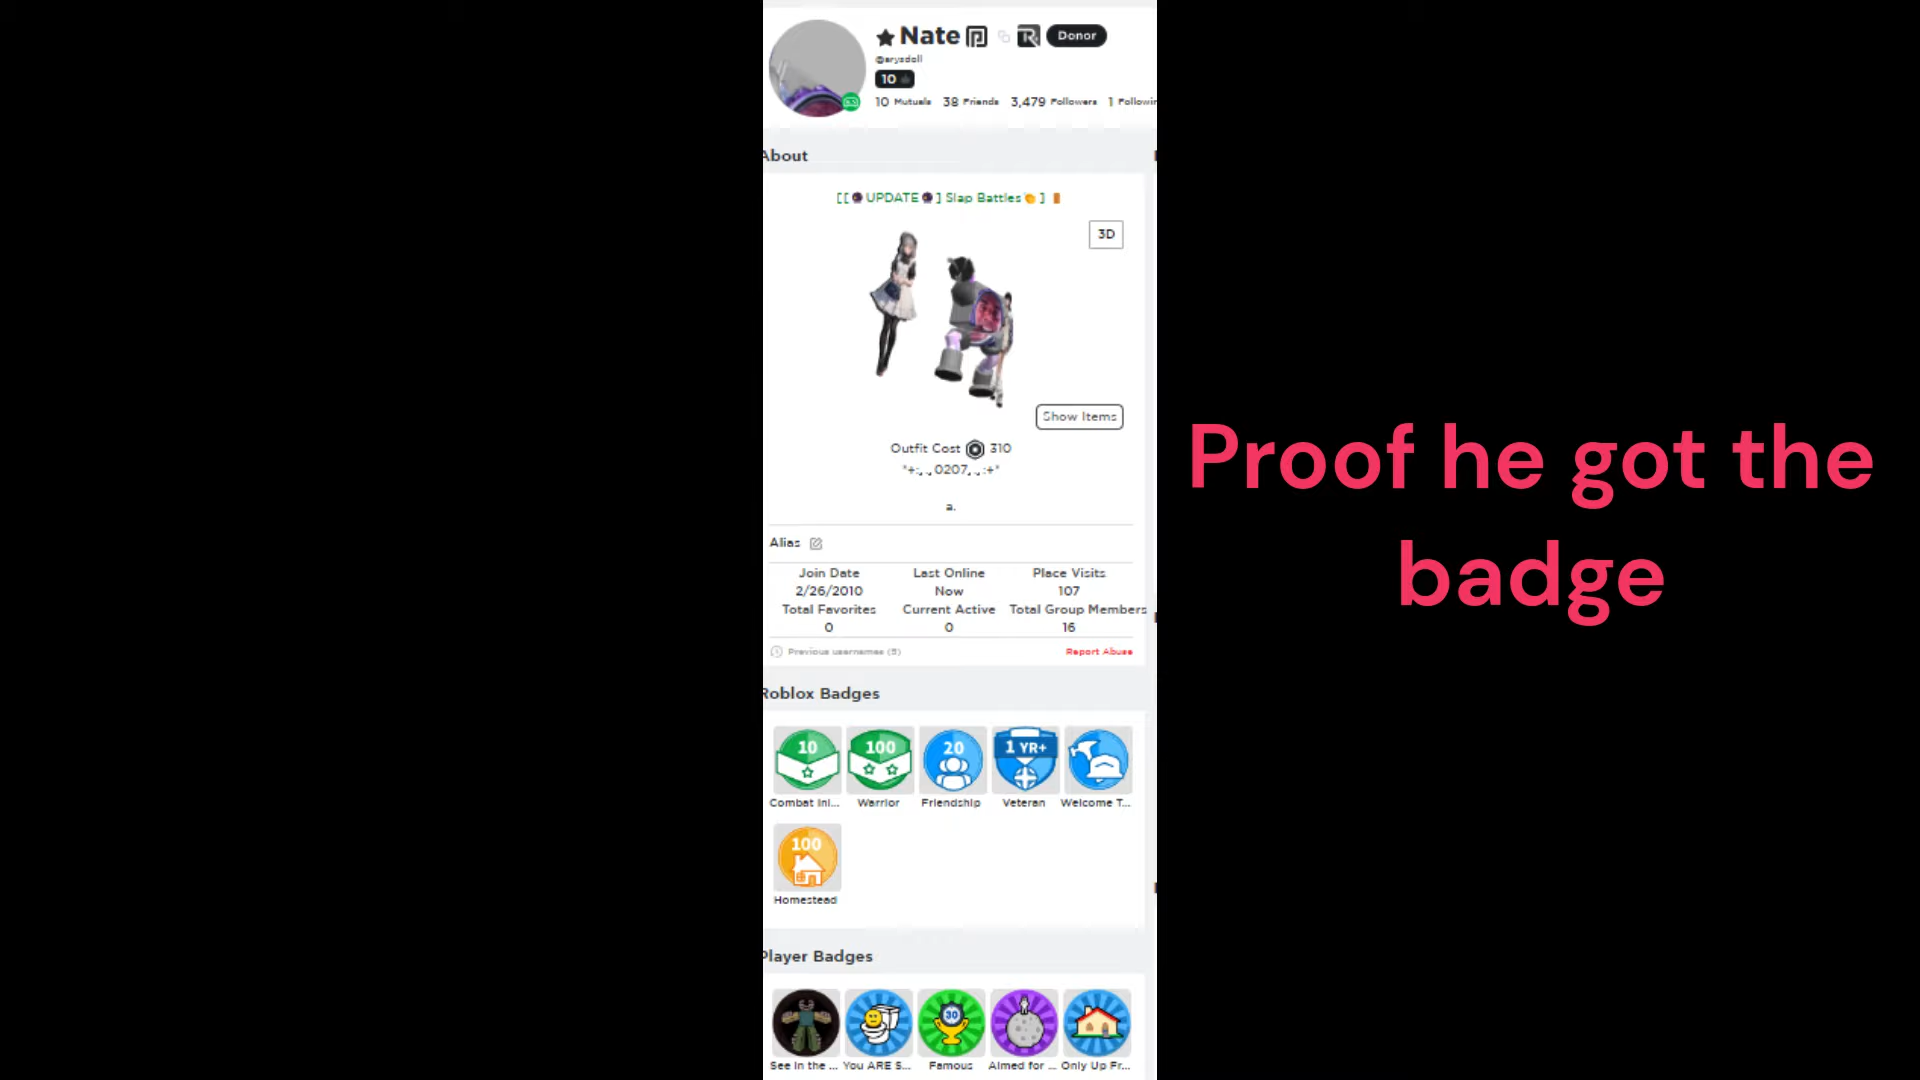 Nate
Donor
@arysdoll
10
10 Mutuals 38 Friends 3,479 Followers 1 Followin
About
[[ UPDATE ] Slap Battles ]
3D
Show Items
Outfit Cost 310
0207
a.
Alias
Join Date Last Online Place Visits
2/26/2010 Now 107
Total Favorites Current Active Total Group Members
0 0 16
Previous usernames (5) Report Abuse
Roblox Badges
10 100 20 1 YR+
Combat Ini... Warrior Friendship Veteran Welcome T...
100
Homestead
Player Badges
30
See in the ... You ARE S... Famous Aimed for ... Only Up Fr...
Proof he got the
badge